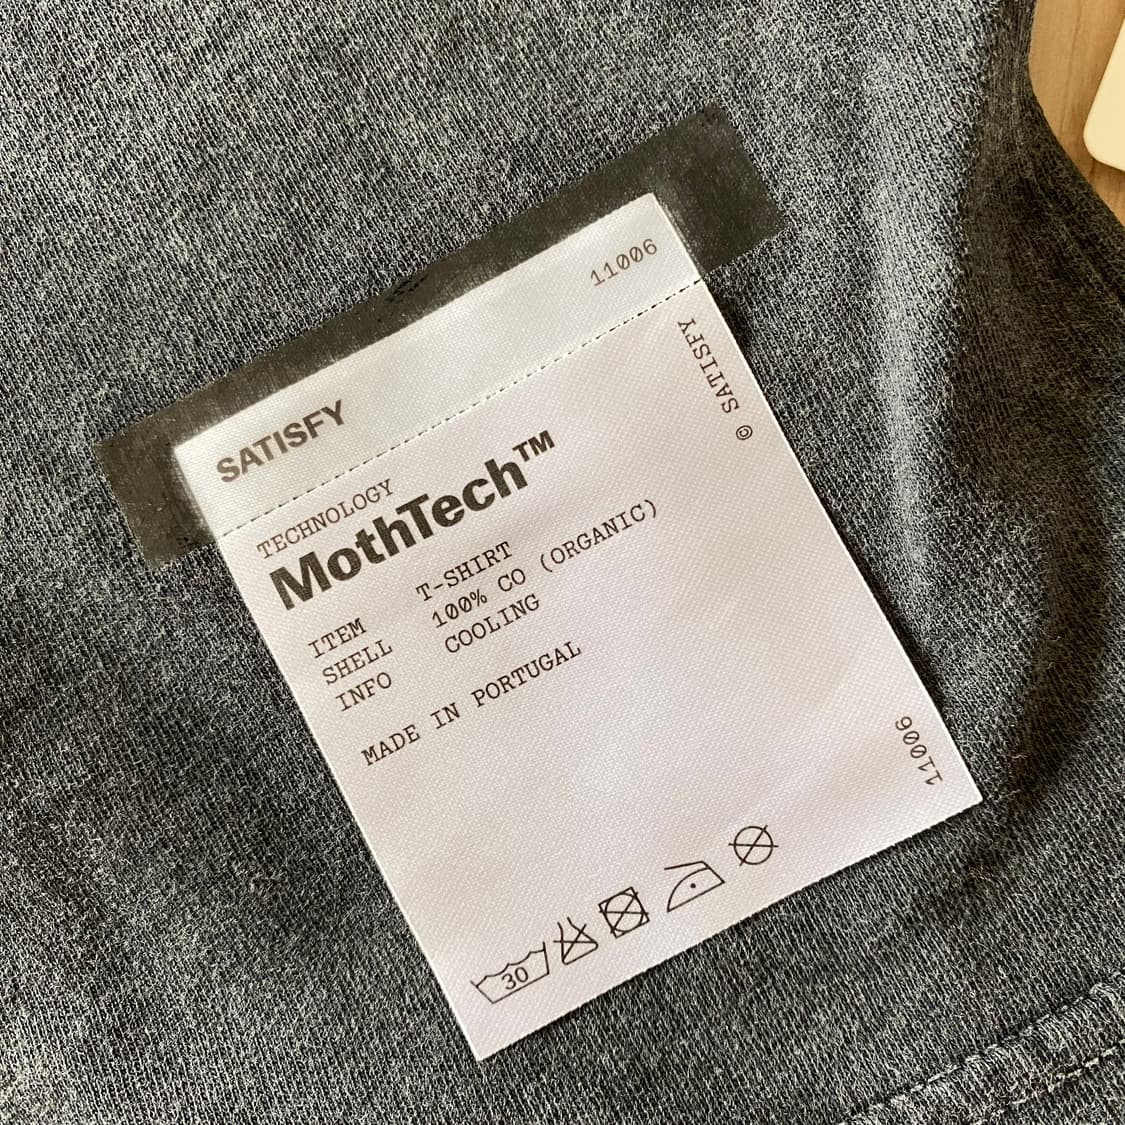 11006
SATISFY
© SATISFY
TECHNOLOGY
MothTech™
ITEM T-SHIRT
SHELL 100% CO (ORGANIC)
INFO COOLING
MADE IN PORTUGAL
11006
30